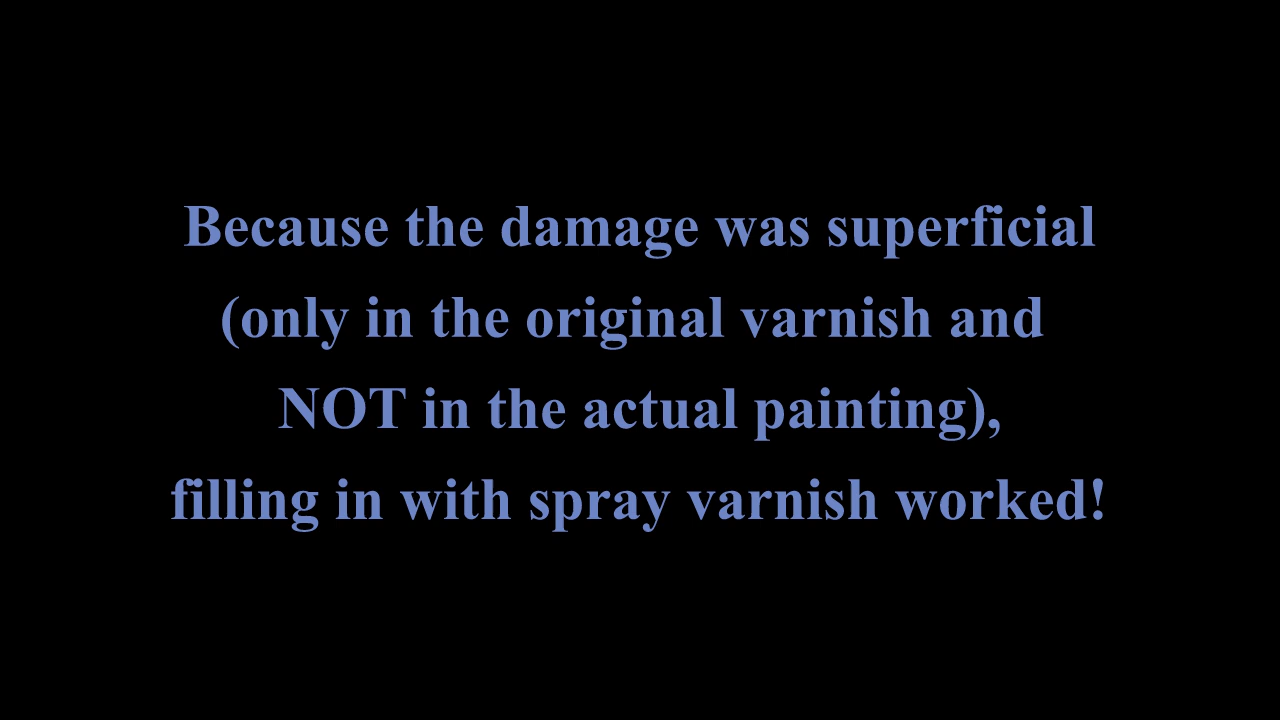 Because the damage was superficial
(only in the original varnish and
NOT in the actual painting),
filling in with spray varnish worked!